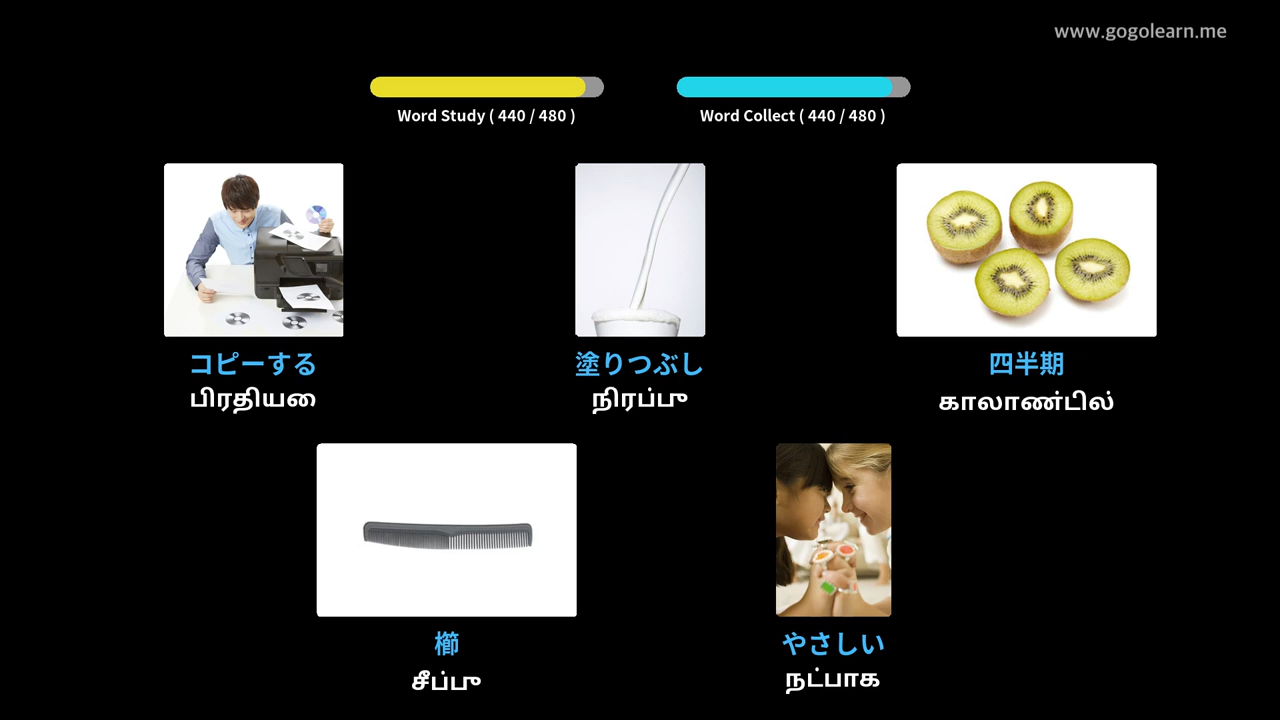 www.gogolearn.me
Word Study ( 440 / 480 )
Word Collect ( 440 / 480 )
コピーする
பிரதியை
塗りつぶし
நிரப்பு
四半期
காலாண்டில்
櫛
சீப்பு
やさしい
நட்பாக